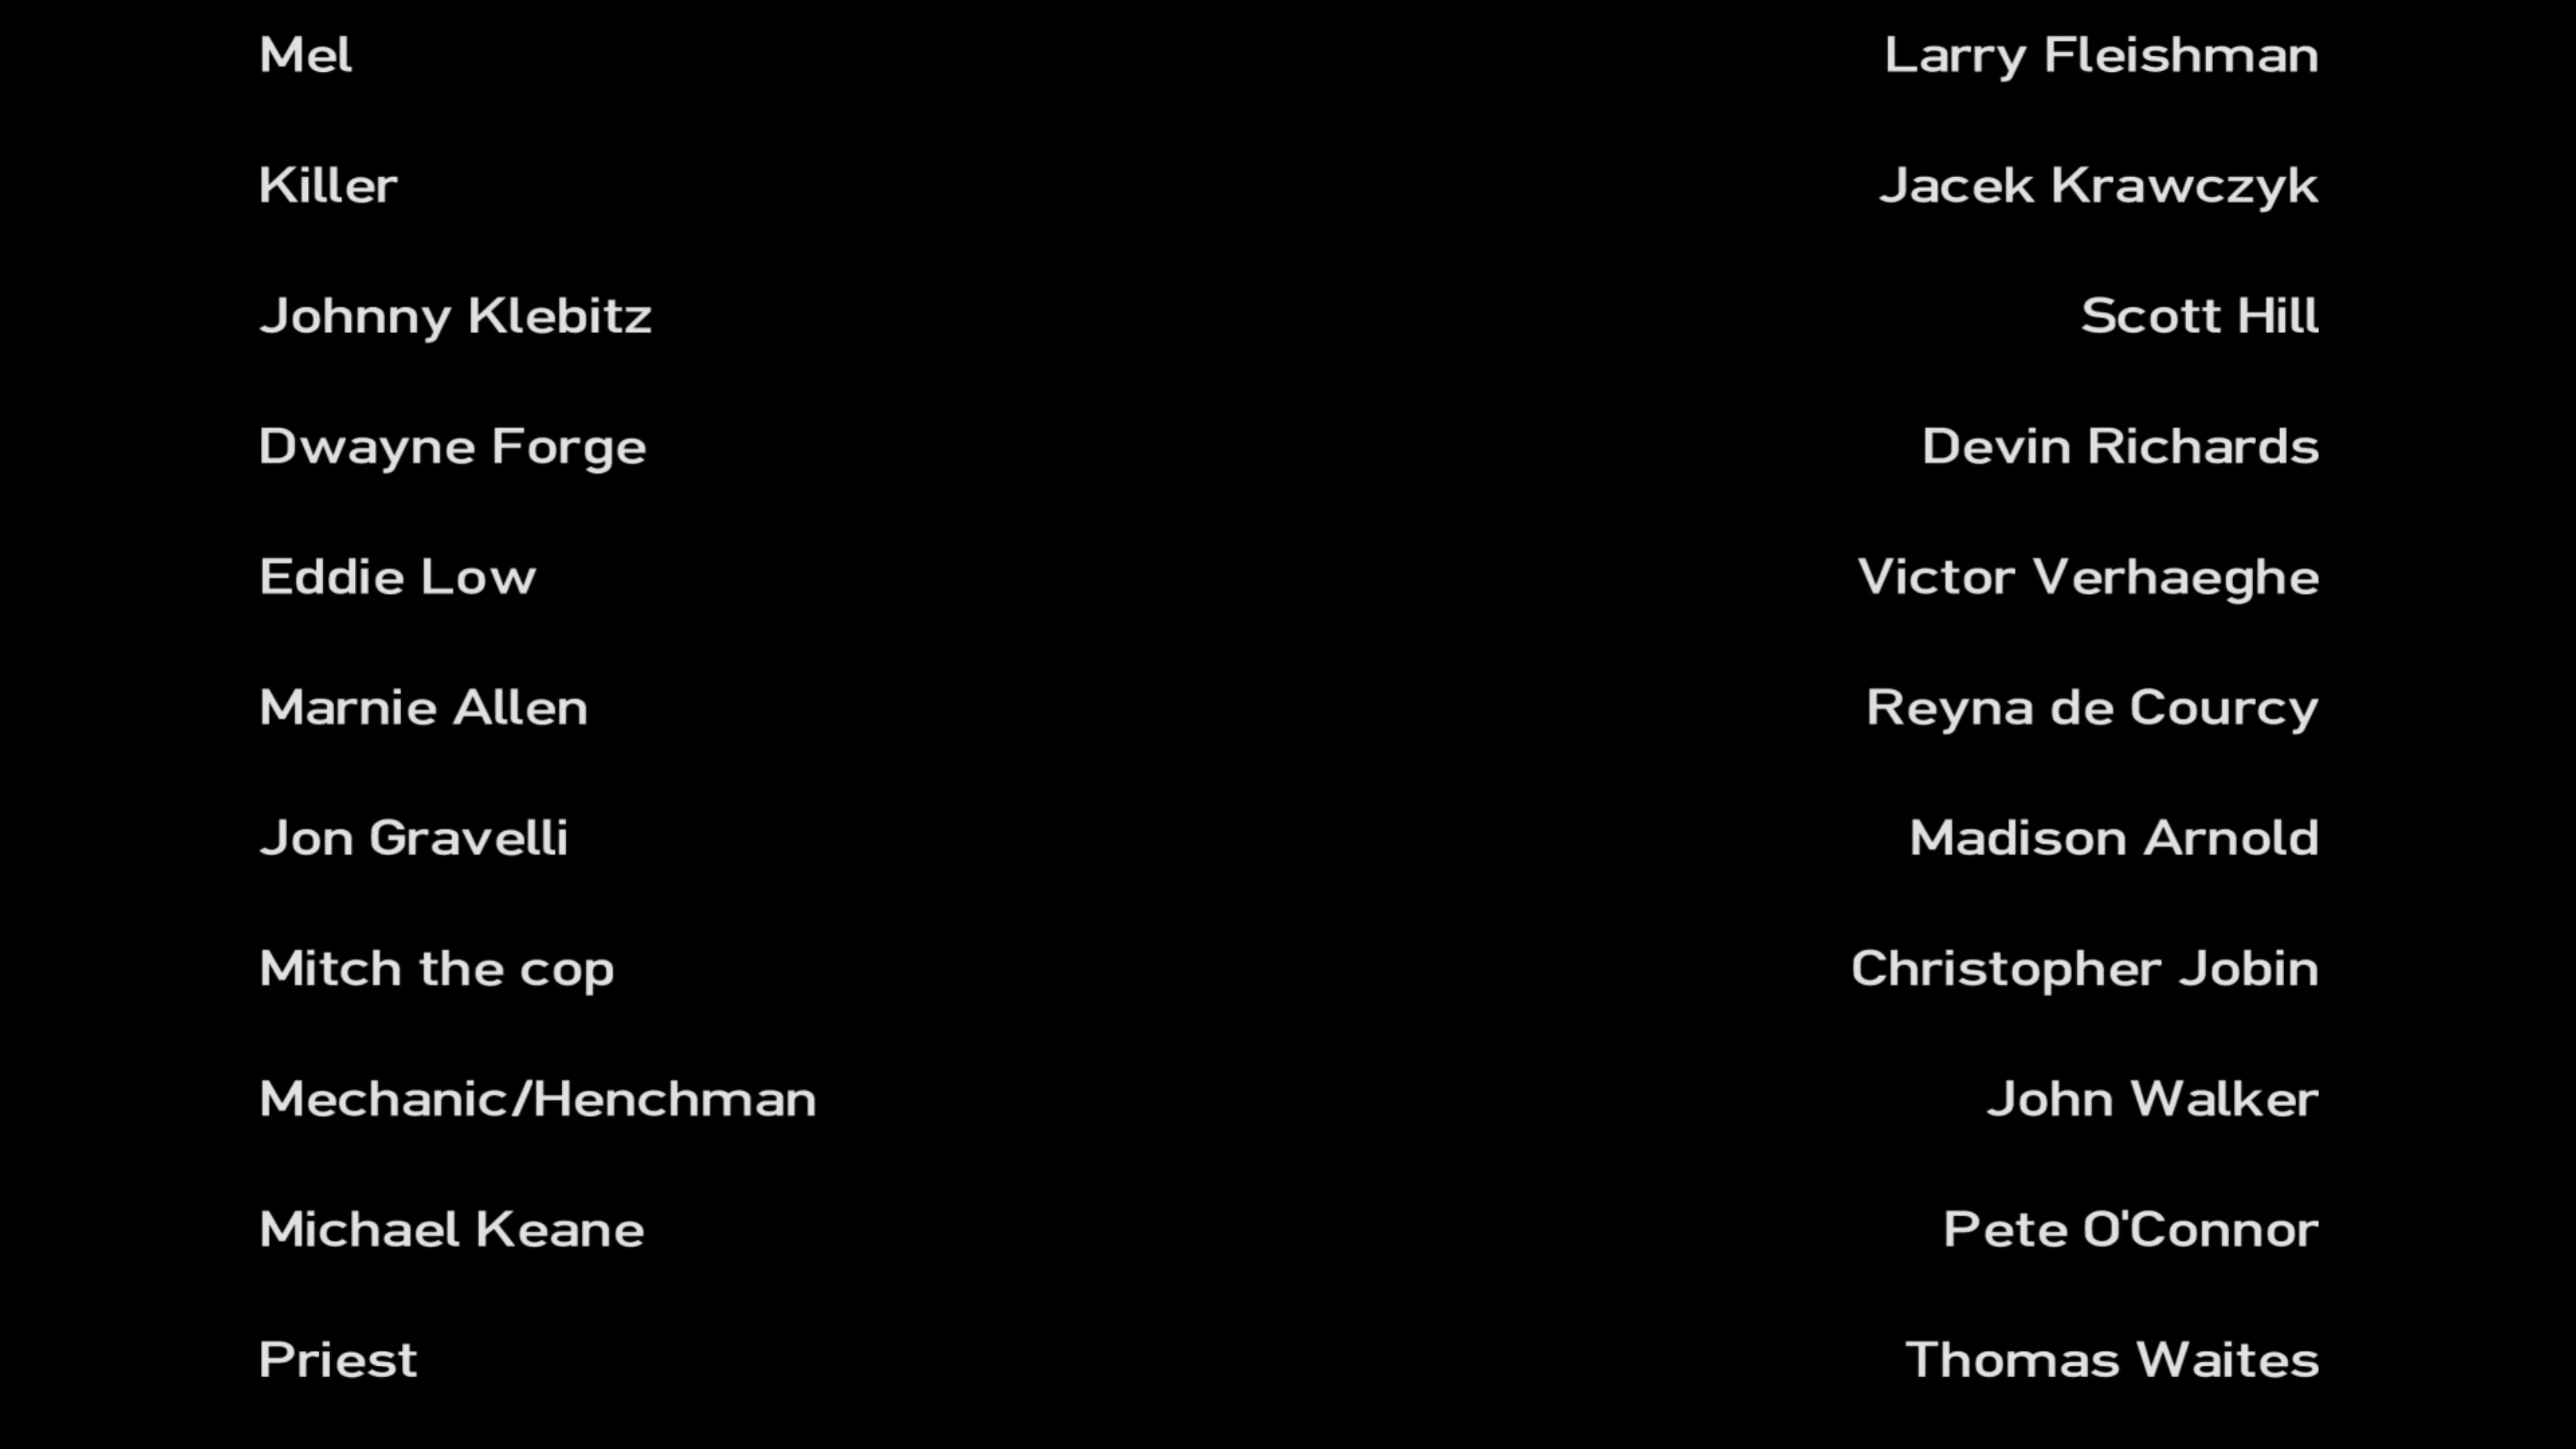 Mel Larry Fleishman
Killer Jacek Krawczyk
Johnny Klebitz Scott Hill
Dwayne Forge Devin Richards
Eddie Low Victor Verhaeghe
Marnie Allen Reyna de Courcy
Jon Gravelli Madison Arnold
Mitch the cop Christopher Jobin
Mechanic/Henchman John Walker
Michael Keane Pete O'Connor
Priest Thomas Waites